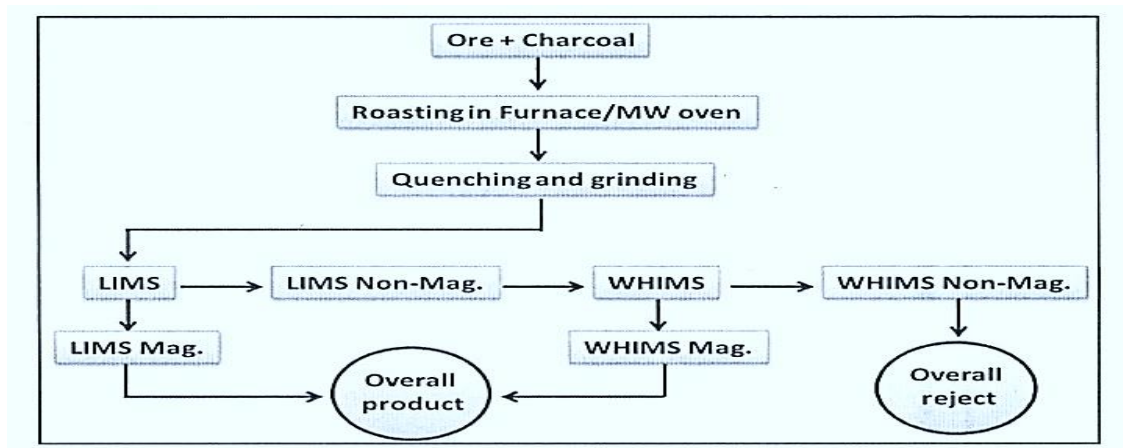 Ore + Charcoal
Roasting in Furnace/MW oven
Quenching and grinding
LIMS
LIMS Non-Mag.
WHIMS
WHIMS Non-Mag.
LIMS Mag.
WHIMS Mag.
Overall
product
Overall
reject